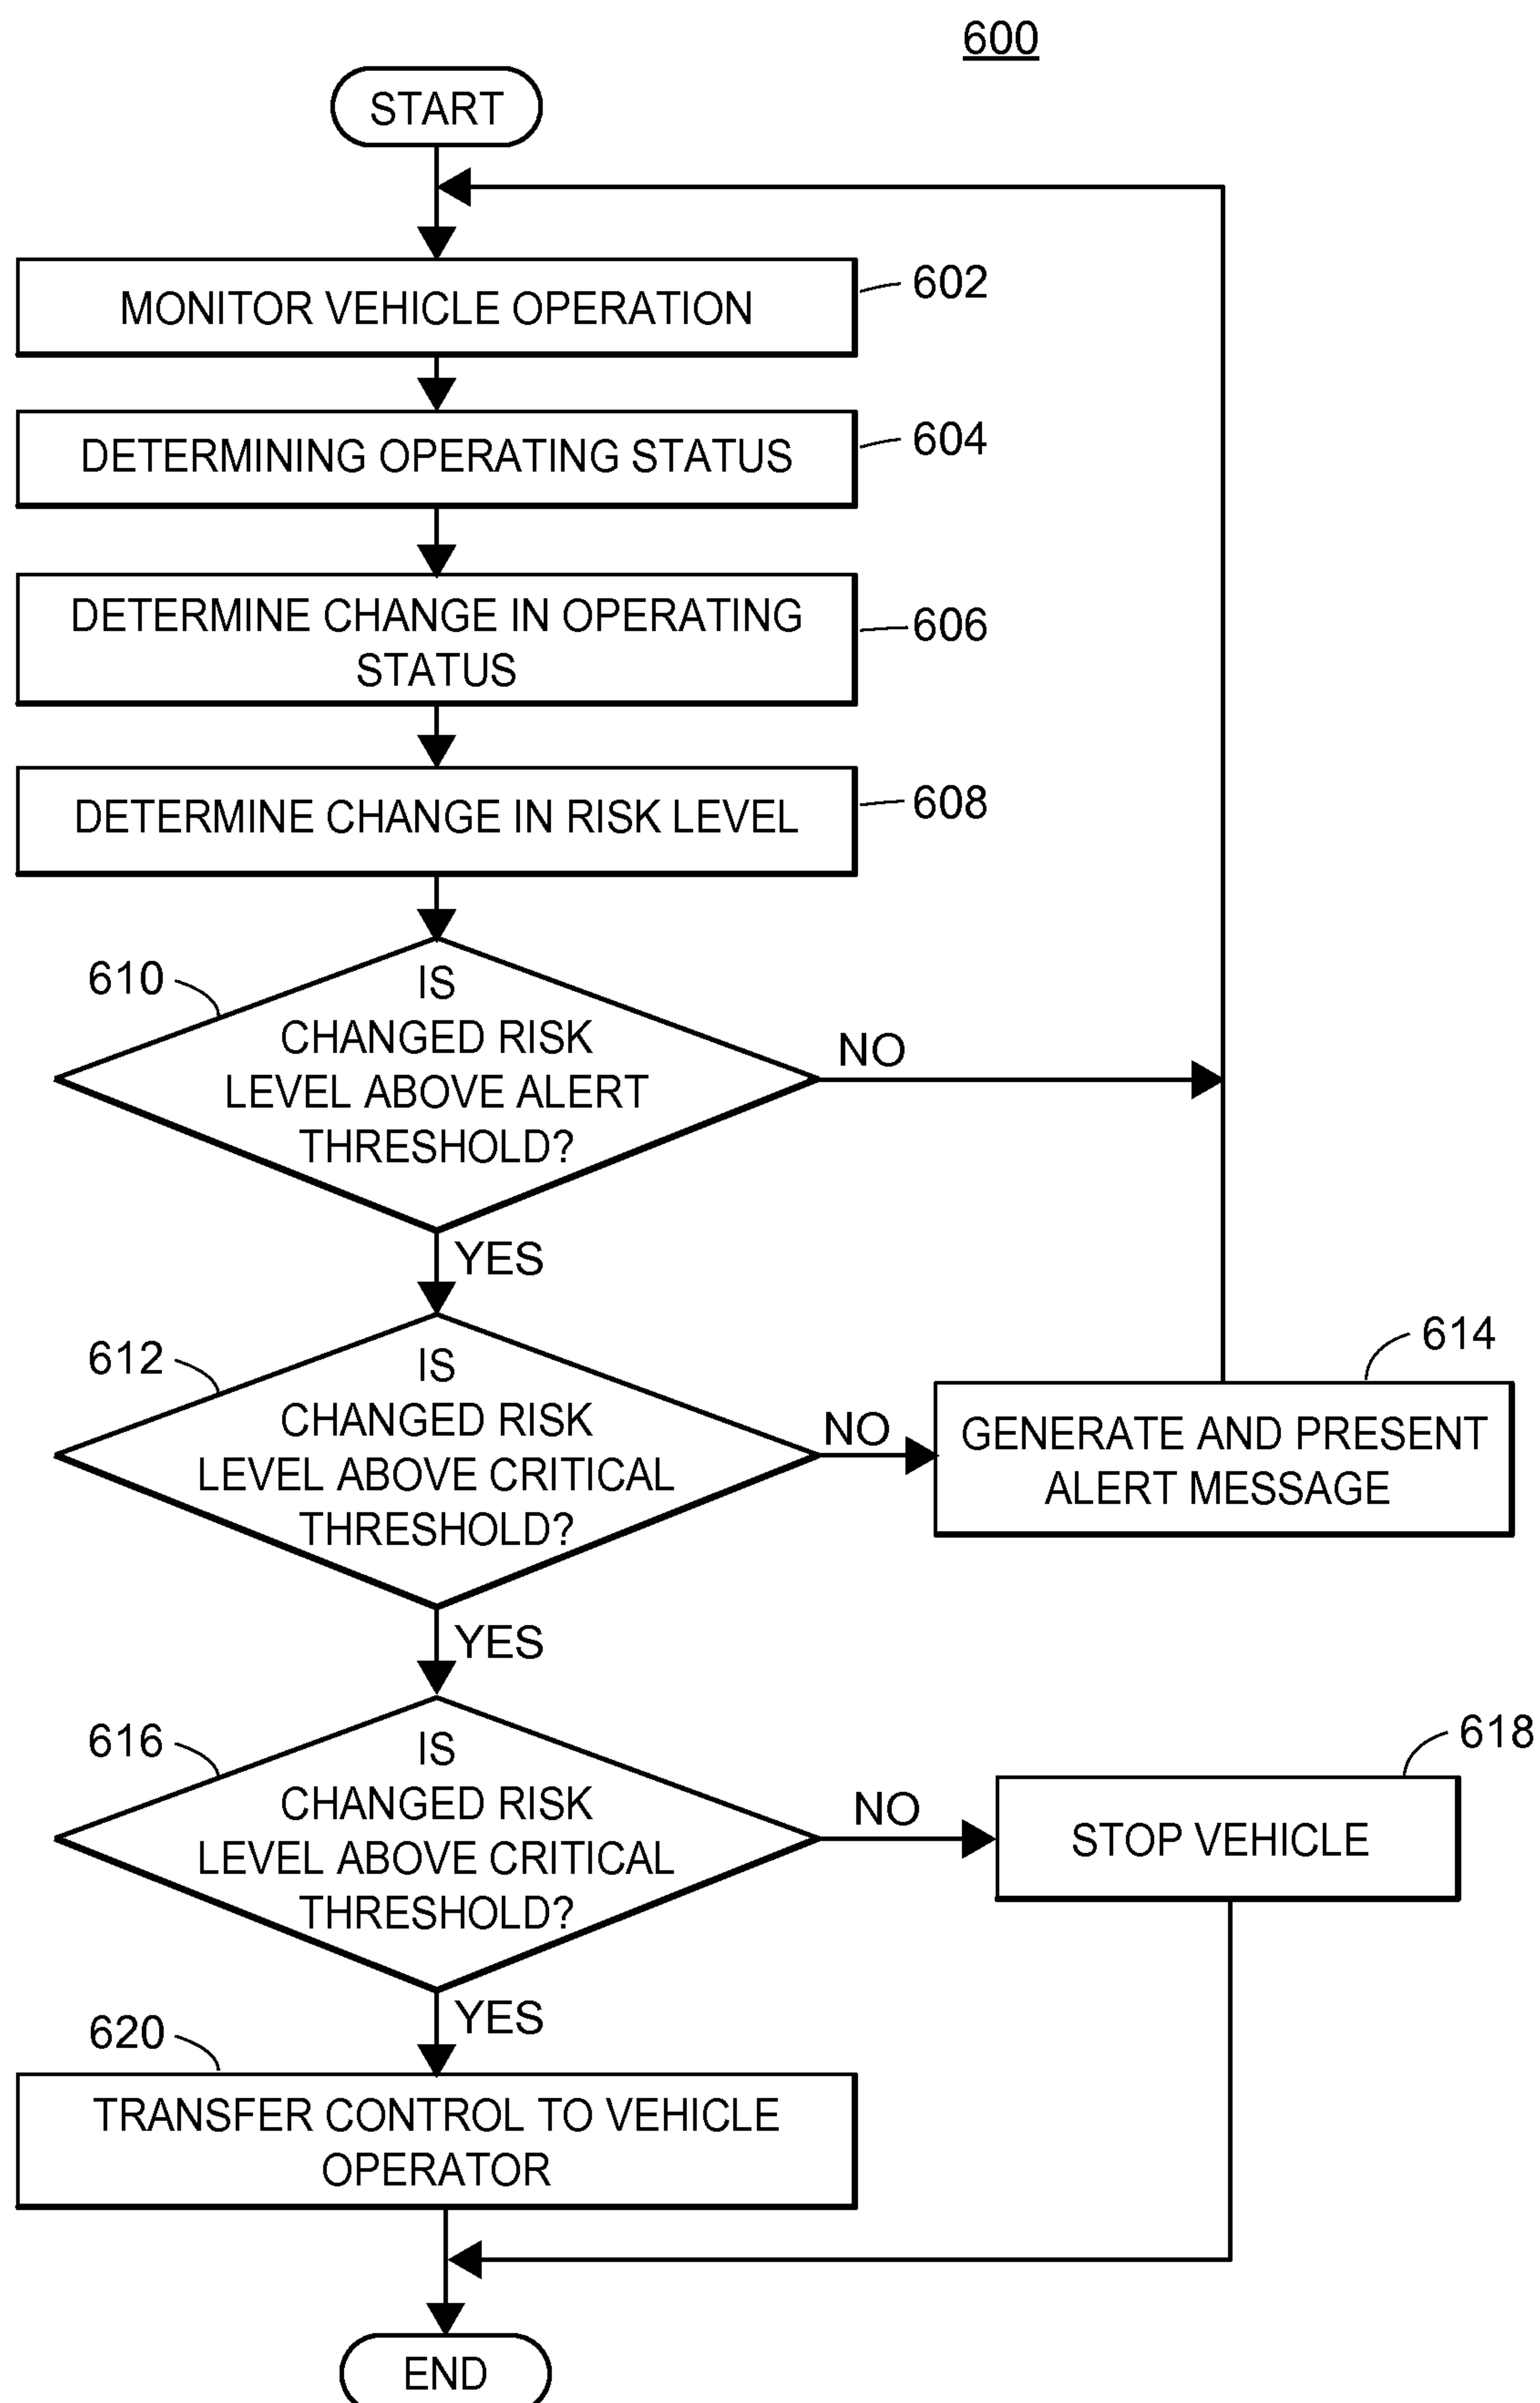 600
START
MONITOR VEHICLE OPERATION
602
DETERMINING OPERATING STATUS
604
DETERMINE CHANGE IN OPERATING
STATUS
606
DETERMINE CHANGE IN RISK LEVEL
608
610
IS
CHANGED RISK
LEVEL ABOVE ALERT
THRESHOLD?
NO
YES
612
IS
CHANGED RISK
LEVEL ABOVE CRITICAL
THRESHOLD?
NO
614
GENERATE AND PRESENT
ALERT MESSAGE
YES
616
IS
CHANGED RISK
LEVEL ABOVE CRITICAL
THRESHOLD?
NO
618
STOP VEHICLE
YES
620
TRANSFER CONTROL TO VEHICLE
OPERATOR
END